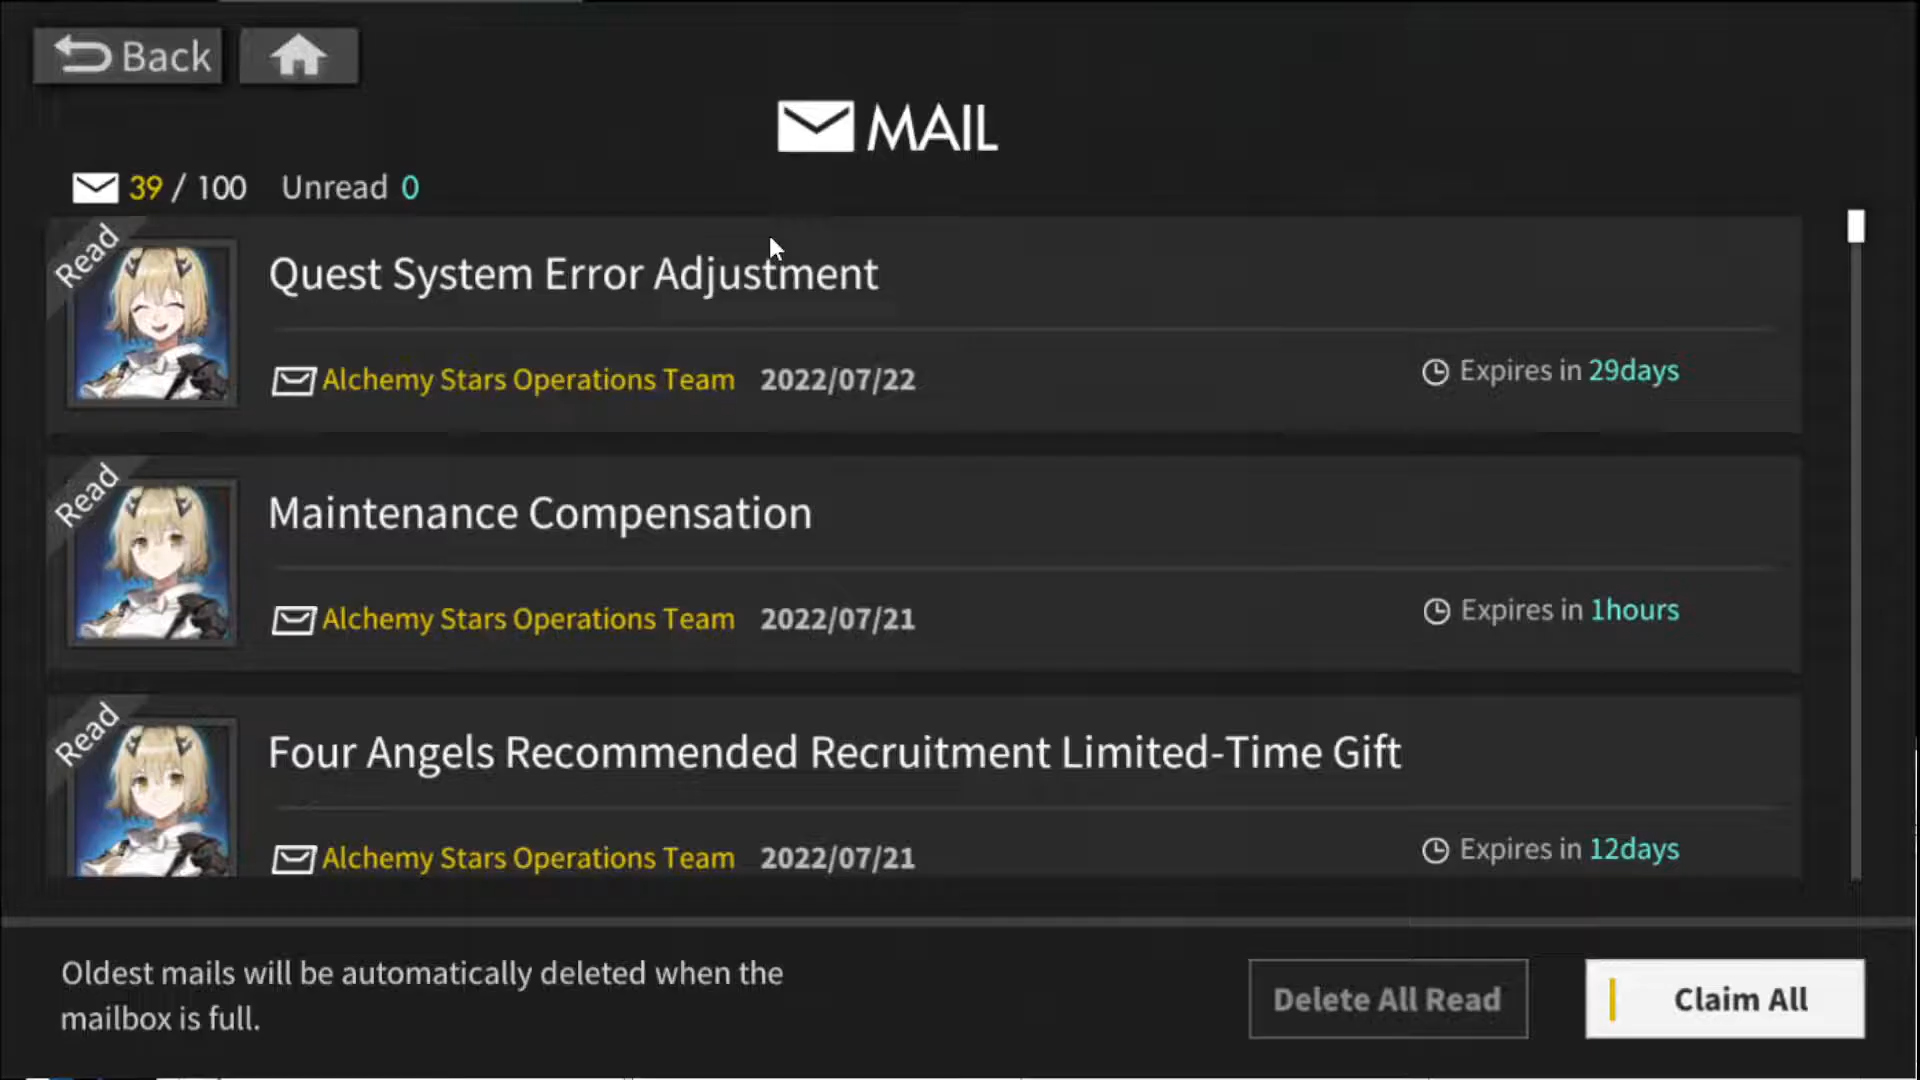 Back
MAIL
39 / 100 Unread 0
Read
Quest System Error Adjustment
Alchemy Stars Operations Team 2022/07/22
Expires in 29days
Read
Maintenance Compensation
Alchemy Stars Operations Team 2022/07/21
Expires in 1hours
Read
Four Angels Recommended Recruitment Limited-Time Gift
Alchemy Stars Operations Team 2022/07/21
Expires in 12days
Oldest mails will be automatically deleted when the
mailbox is full.
Delete All Read
Claim All